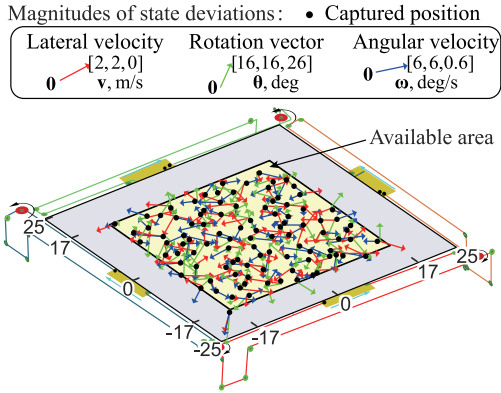 Magnitudes of state deviations: • Captured position
Lateral velocity Rotation vector Angular velocity
0 [2,2,0] 0 [16,16,26] 0 [6,6,0.6]
v, m/s θ, deg ω, deg/s
Available area
25 17 0 -17 -25
-17 0 17 25